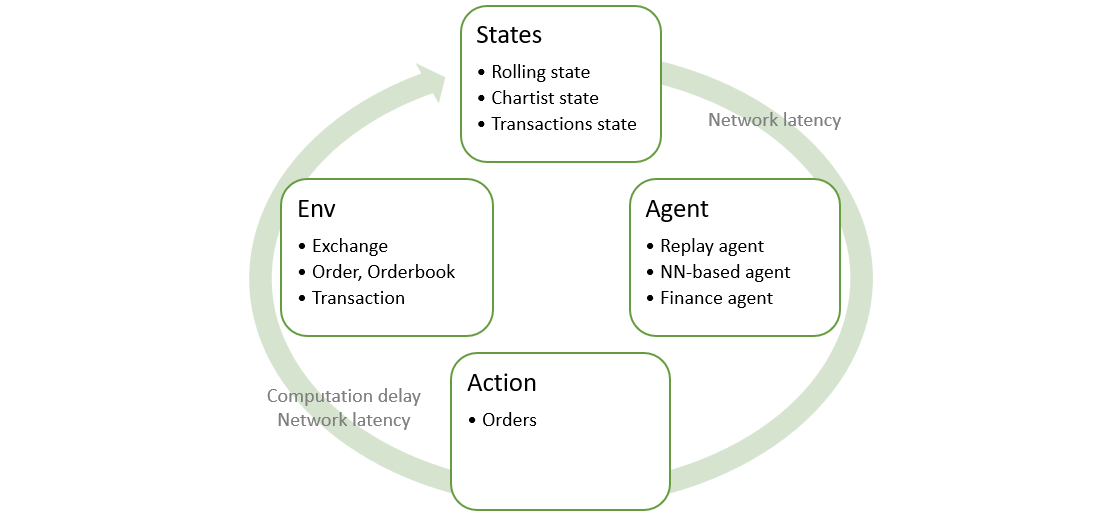 States
• Rolling state
• Chartist state
• Transactions state
Network latency
Env
• Exchange
• Order, Orderbook
• Transaction
Agent
• Replay agent
• NN-based agent
• Finance agent
Computation delay
Network latency
Action
• Orders